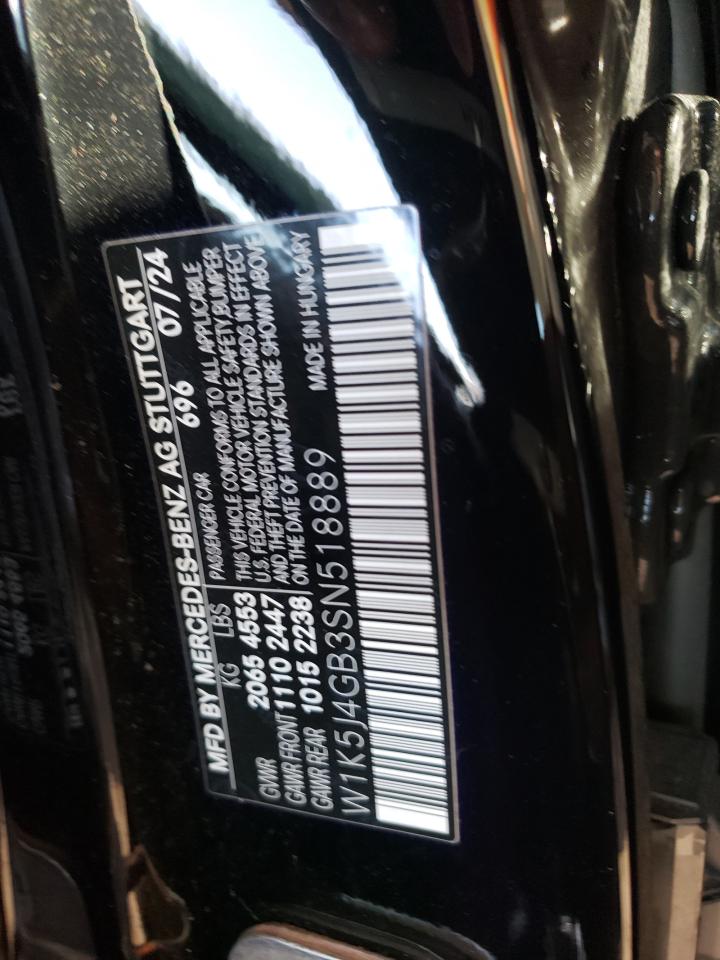 MFD BY MERCEDES-BENZ AG STUTTGART
696 07/24
KG LBS
GWR 2065 4553
GAWR FRONT 1110 2447
GAWR REAR 1015 2238
PASSENGER CAR
THIS VEHICLE CONFORMS TO ALL APPLICABLE
U.S. FEDERAL MOTOR VEHICLE SAFETY BUMPER
AND THEFT PREVENTION STANDARDS IN EFFECT
ON THE DATE OF MANUFACTURE SHOWN ABOVE
W1K5J4GB3SN518889
MADE IN HUNGARY